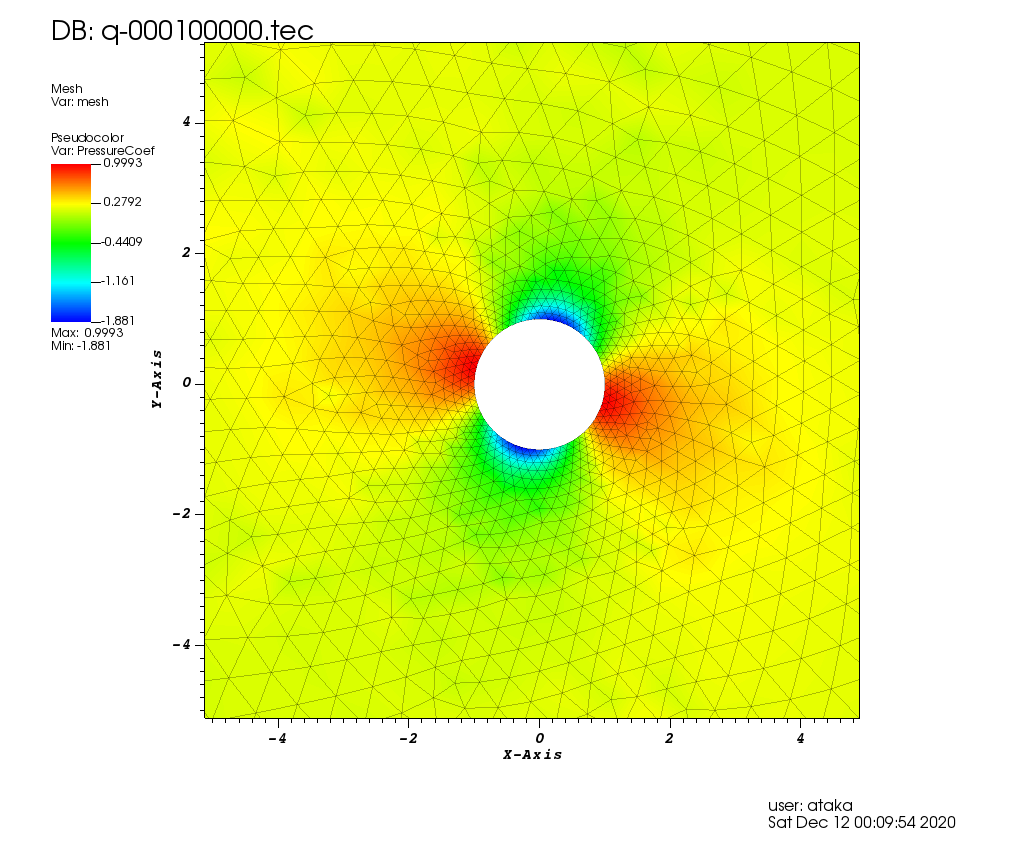 DB: q-000100000.tec
Mesh
Var: mesh
Pseudocolor
Var: PressureCoef
0.9993
0.2792
-0.4409
-1.161
-1.881
Max: 0.9993
Min: -1.881
Y-Axis
4
2
0
-2
-4
-4 -2 0 2 4
X-Axis
user: ataka
Sat Dec 12 00:09:54 2020